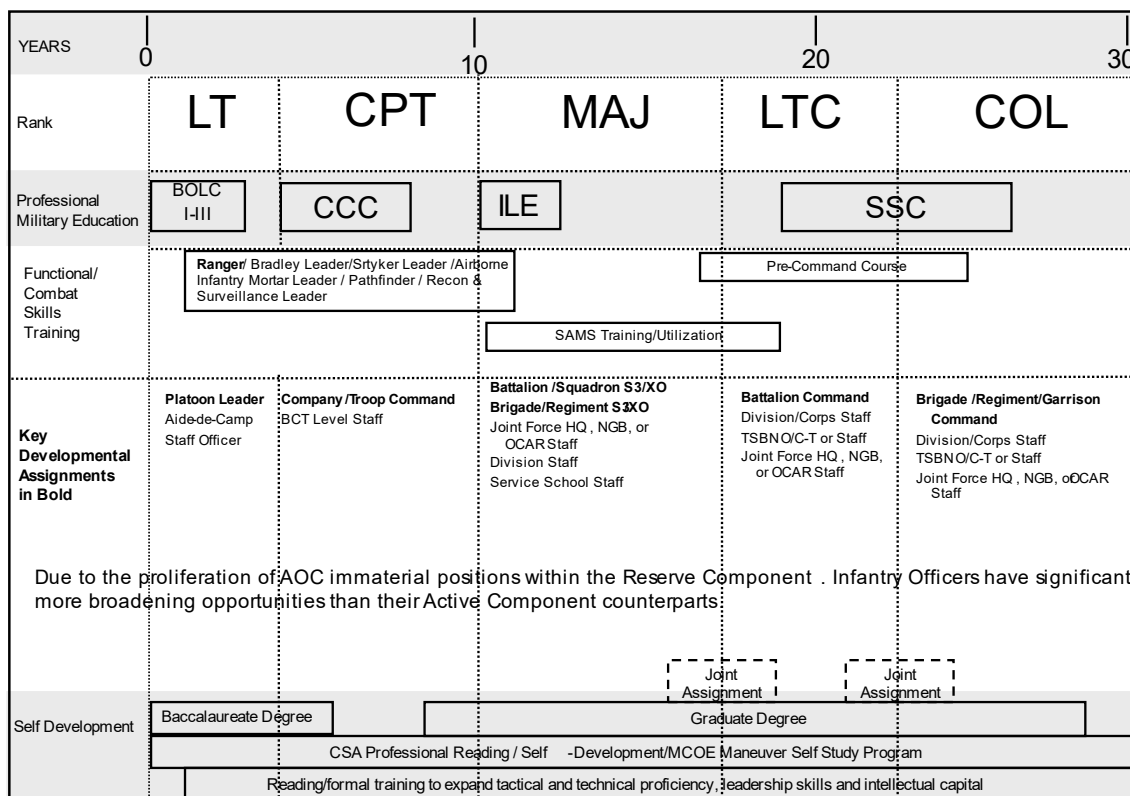 YEARS
0
10
20
30
Rank
LT
CPT
MAJ
LTC
COL
Professional
Military Education
BOLC
I-III
CCC
ILE
SSC
Functional/
Combat
Skills
Training
Ranger/ Bradley Leader/Srtyker Leader /Airborne
Infantry Mortar Leader / Pathfinder / Recon &
Surveillance Leader
Pre-Command Course
SAMS Training/Utilization
Key
Developmental
Assignments
in Bold
Platoon Leader
Aide-de-Camp
Staff Officer
Company /Troop Command
BCT Level Staff
Battalion /Squadron S3/XO
Brigade/Regiment S3XO
Joint Force HQ , NGB, or
OCAR Staff
Division Staff
Service School Staff
Battalion Command
Division/Corps Staff
TSBNO/C-T or Staff
Joint Force HQ , NGB,
or OCAR Staff
Brigade /Regiment/Garrison
Command
Division/Corps Staff
TSBNO/C-T or Staff
Joint Force HQ , NGB, or OCAR
Staff
Due to the proliferation of AOC immaterial positions within the Reserve Component . Infantry Officers have significant
more broadening opportunities than their Active Component counterparts.
Joint
Assignment
Joint
Assignment
Self Development
Baccalaureate Degree
Graduate Degree
CSA Professional Reading / Self -Development/MCOE Maneuver Self Study Program
Reading/formal training to expand tactical and technical proficiency, leadership skills and intellectual capital